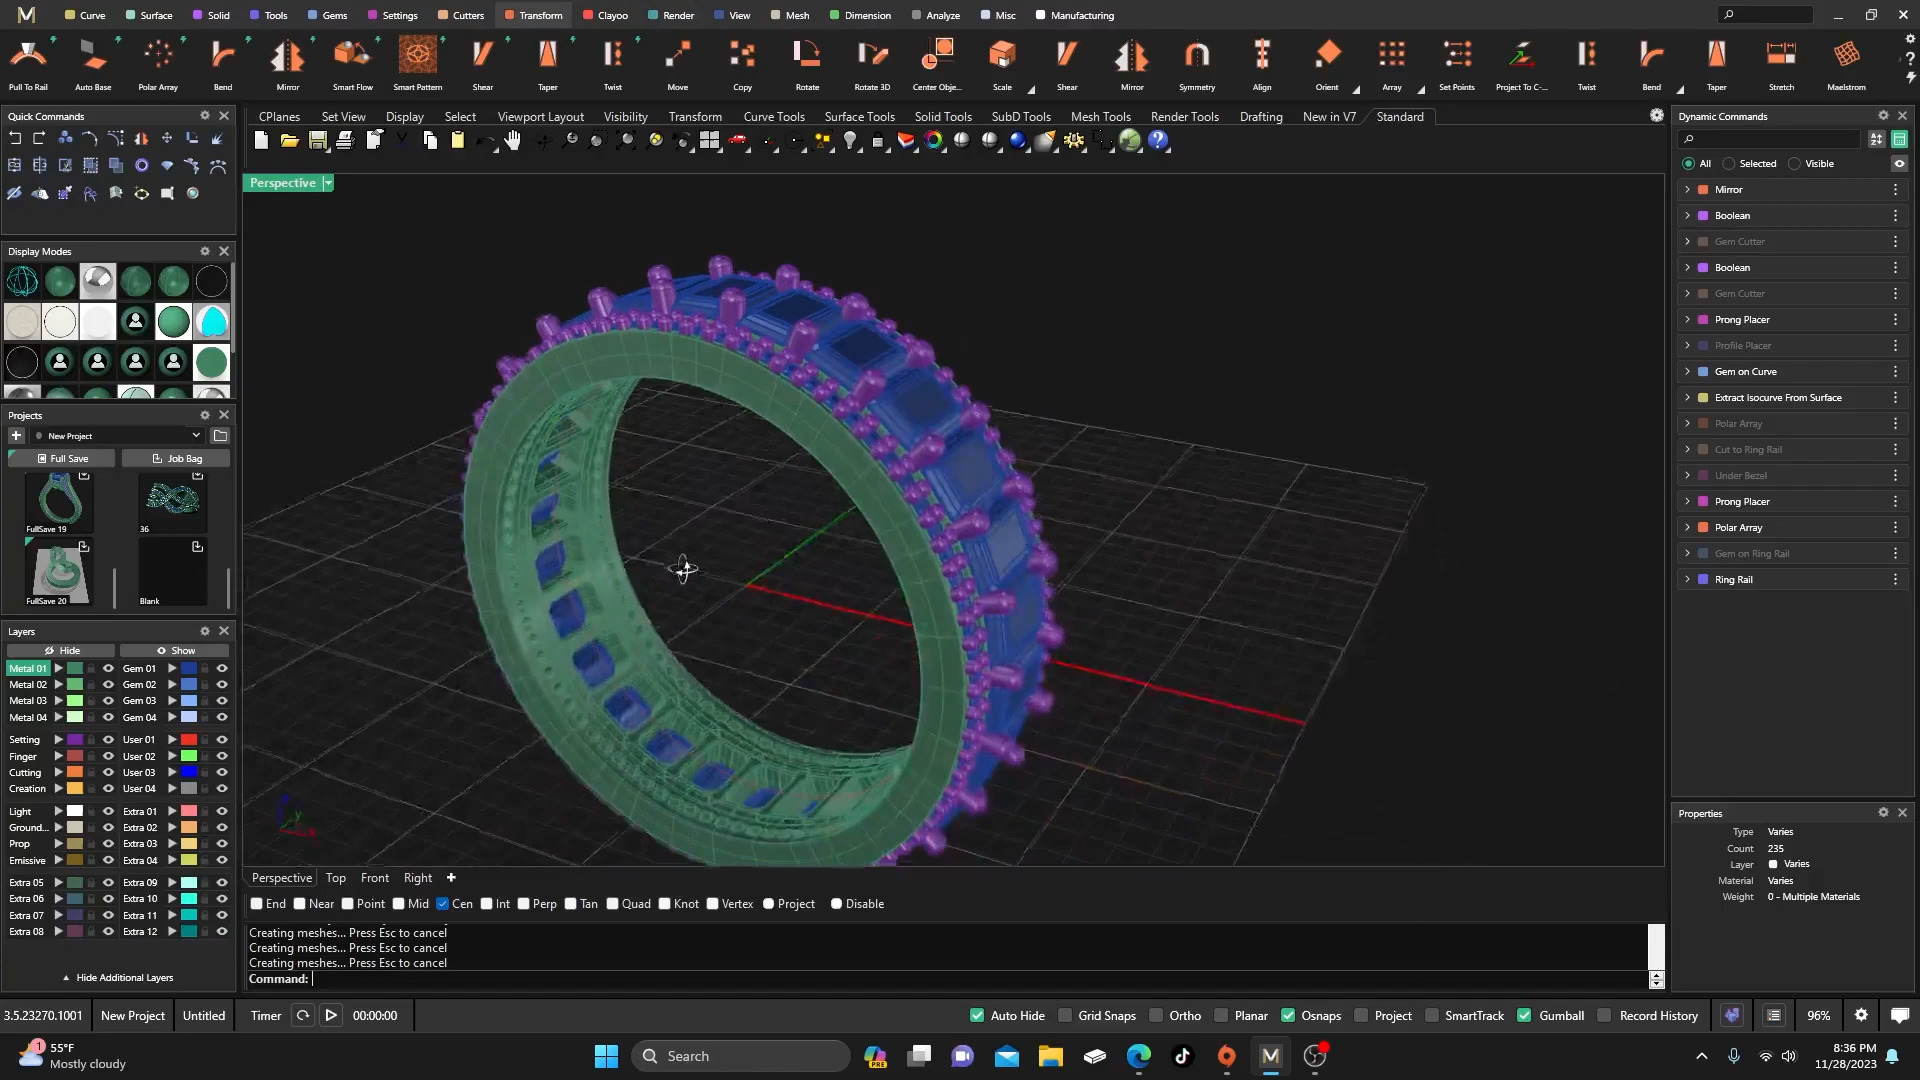 Curve Surface Solid Tools Gems Settings Cutters Transform Clayoo Render View Mesh Dimension Analyze Misc Manufacturing
Pull To Rail Auto Base Polar Array Bend Mirror Smart Flow Smart Pattern Shear Taper Twist Move Copy Rotate Rotate 3D Center Obje... Scale Shear Mirror Symmetry Align Orient Array Set Points Project To C-... Twist Bend Taper Stretch Maelstrom
Quick Commands
CPlanes Set View Display Select Viewport Layout Visibility Transform Curve Tools Surface Tools Solid Tools SubD Tools Mesh Tools Render Tools Drafting New in V7 Standard
Dynamic Commands
All Selected Visible
Perspective
Mirror
Boolean
Gem Cutter
Boolean
Gem Cutter
Prong Placer
Profile Placer
Gem on Curve
Extract Isocurve From Surface
Polar Array
Cut to Ring Rail
Under Bezel
Prong Placer
Polar Array
Gem on Ring Rail
Ring Rail
Display Modes
Projects
New Project
Full Save Job Bag
FullSave 19 36
FullSave 20 Blank
Layers
Hide Show
Metal 01 Gem 01
Metal 02 Gem 02
Metal 03 Gem 03
Metal 04 Gem 04
Setting User 01
Finger User 02
Cutting User 03
Creation User 04
Light Extra 01
Ground... Extra 02
Prop Extra 03
Emissive Extra 04
Extra 05 Extra 09
Extra 06 Extra 10
Extra 07 Extra 11
Extra 08 Extra 12
Hide Additional Layers
Properties
Type Varies
Count 235
Layer Varies
Material Varies
Weight 0 - Multiple Materials
Perspective Top Front Right
End Near Point Mid Cen Int Perp Tan Quad Knot Vertex Project Disable
Creating meshes... Press Esc to cancel
Creating meshes... Press Esc to cancel
Creating meshes... Press Esc to cancel
Command:
3.5.23270.1001 New Project Untitled Timer 00:00:00 Auto Hide Grid Snaps Ortho Planar Osnaps Project SmartTrack Gumball Record History 96%
1 55°F
Mostly cloudy
Search
PRE
8:36 PM
11/28/2023